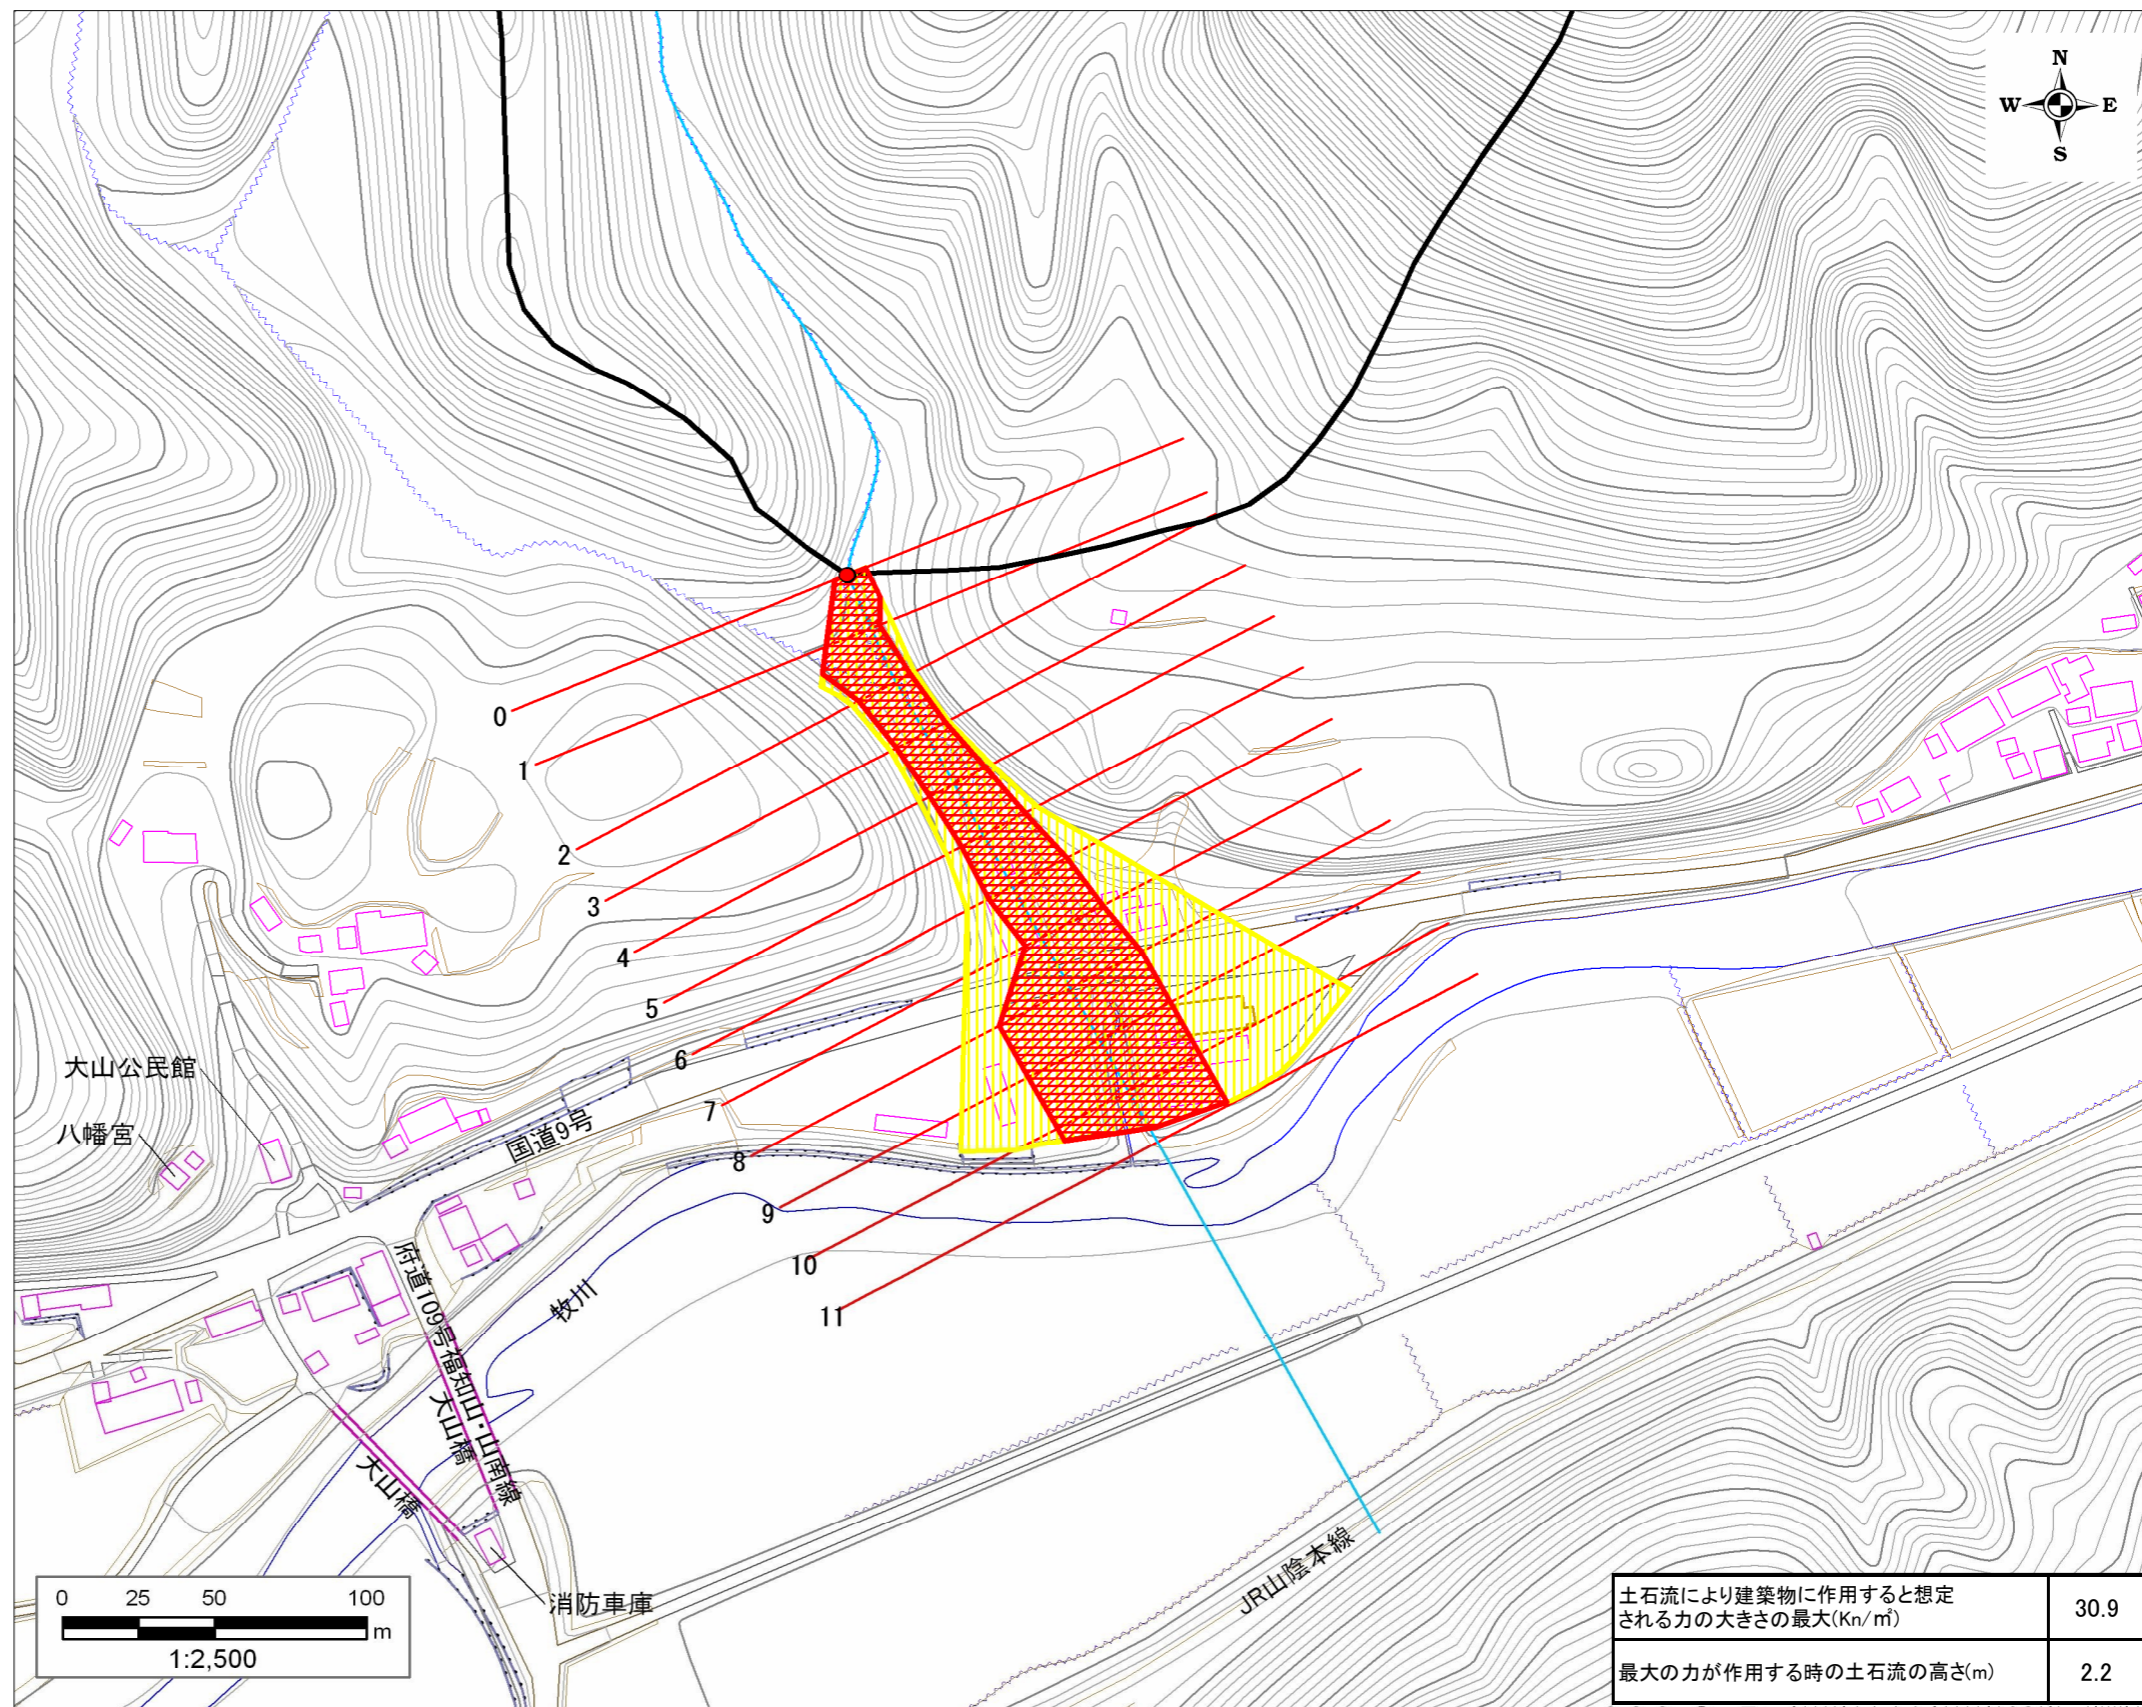 N
W E
S
0
1
2
3
4
5
6
7
8
9
10
11
大山公民館
八幡宮
国道9号
府道109号福知山・山南線
大山橋
大山橋
牧川
消防車庫
JR山陰本線
0 25 50 100
m
1:2,500
土石流により建築物に作用すると想定 30.9
される力の大きさの最大(Kn/㎡)
最大の力が作用する時の土石流の高さ(m) 2.2